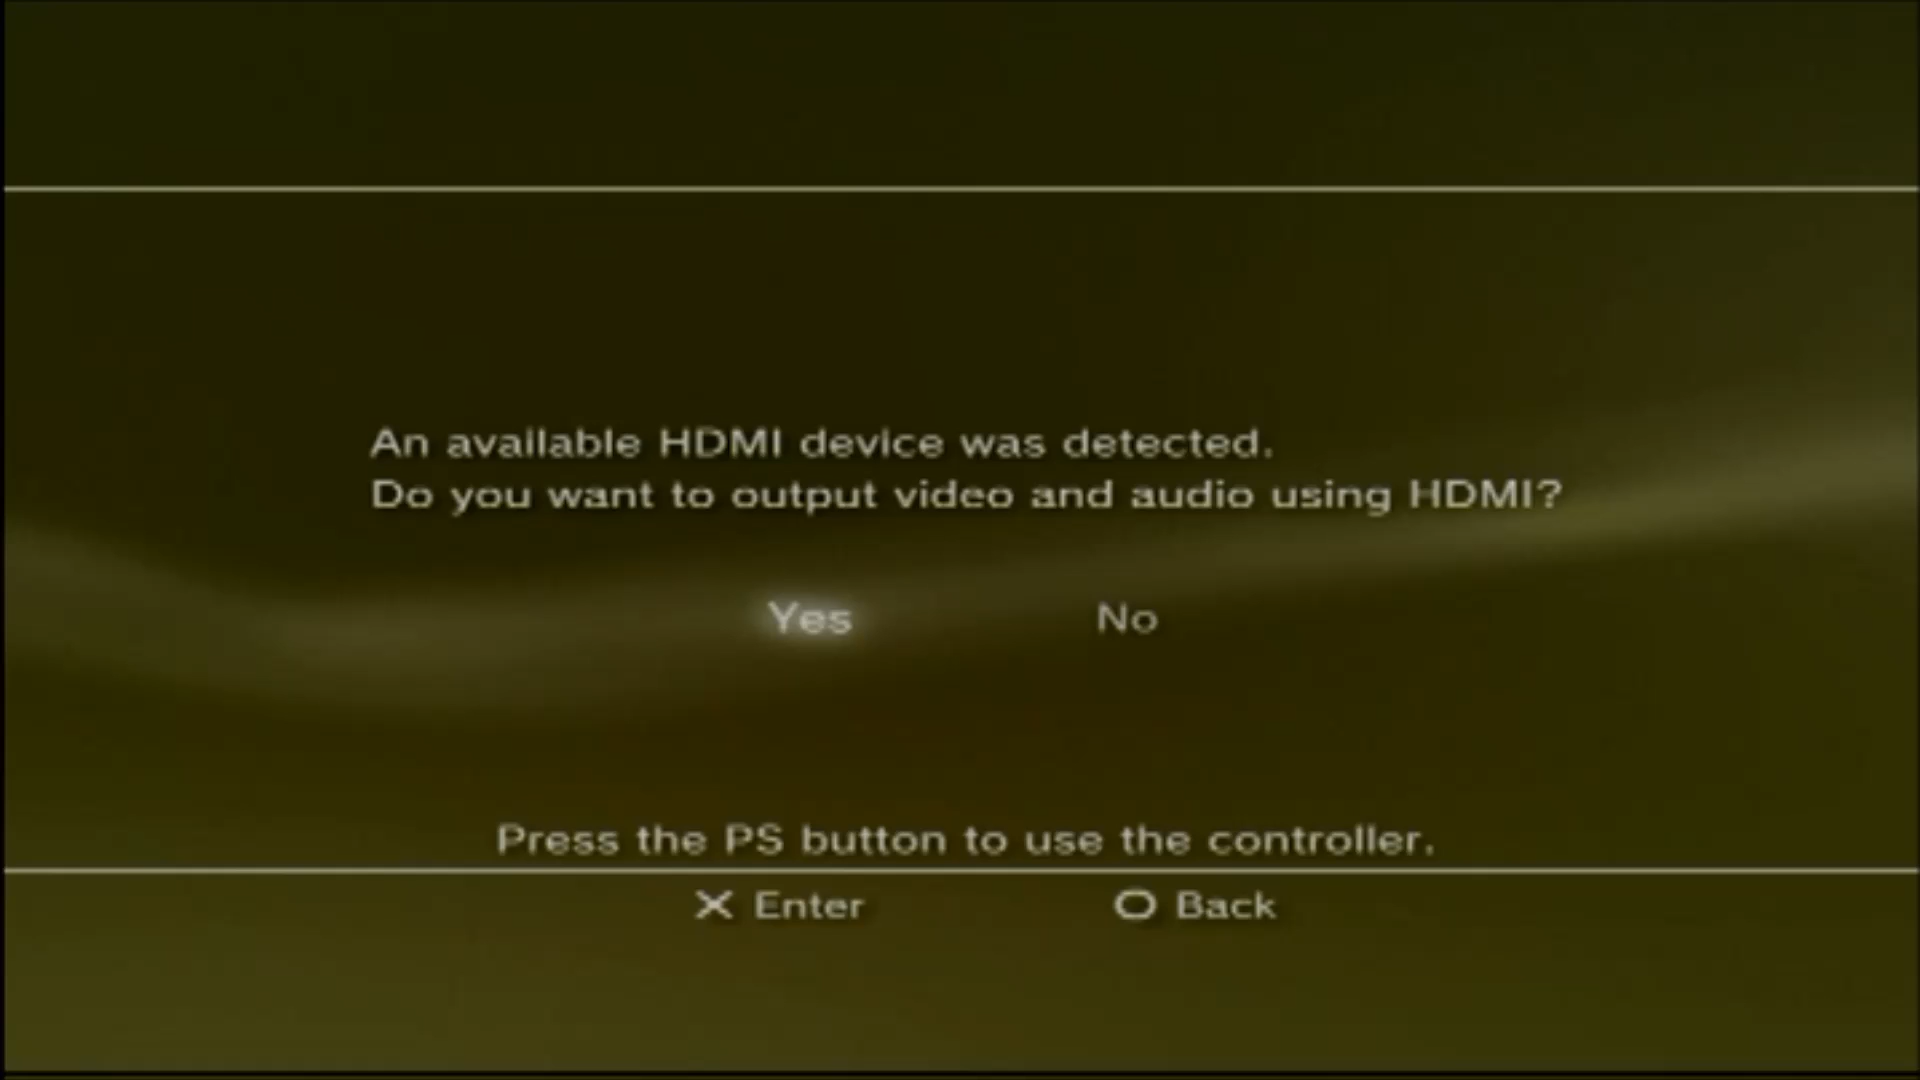 An available HDMI device was detected.
Do you want to output video and audio using HDMI?
Yes No
Press the PS button to use the controller.
X Enter O Back